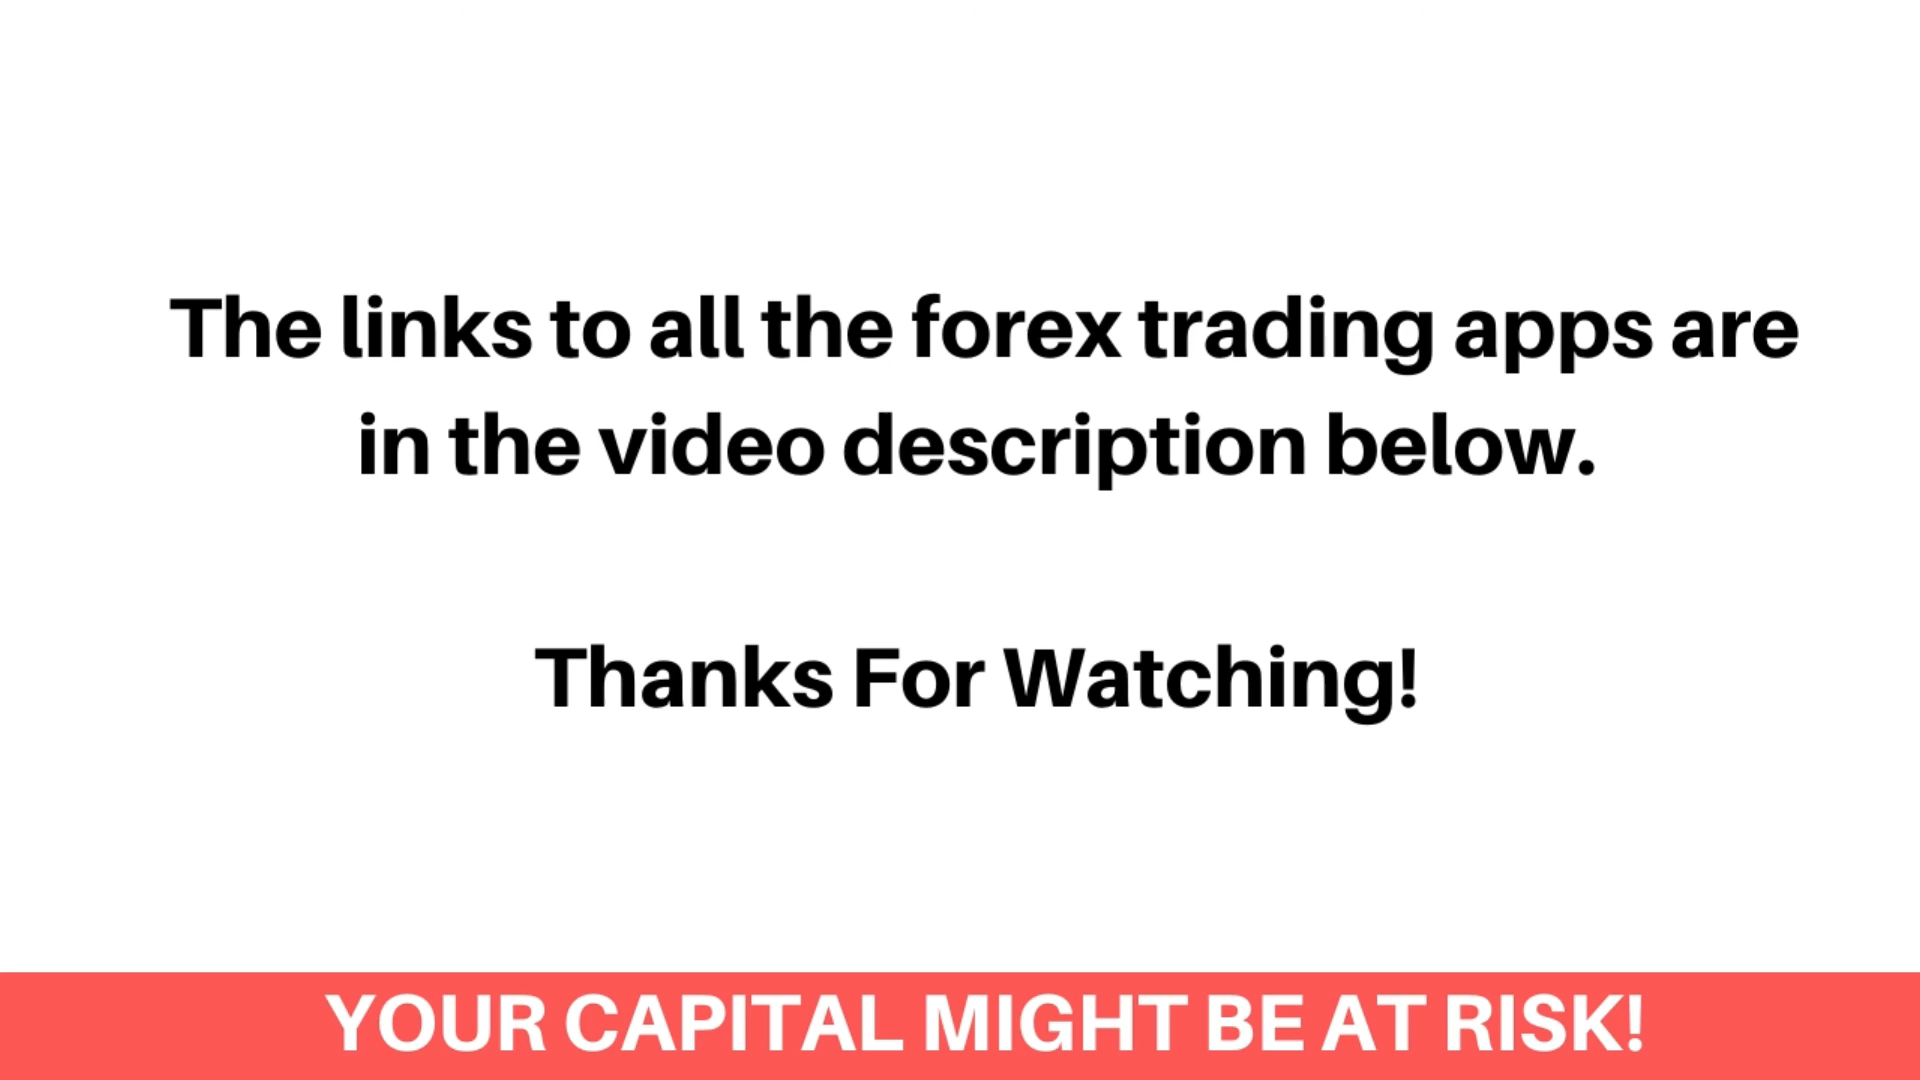 The links to all the forex trading apps are
in the video description below.
Thanks For Watching!
YOUR CAPITAL MIGHT BE AT RISK!